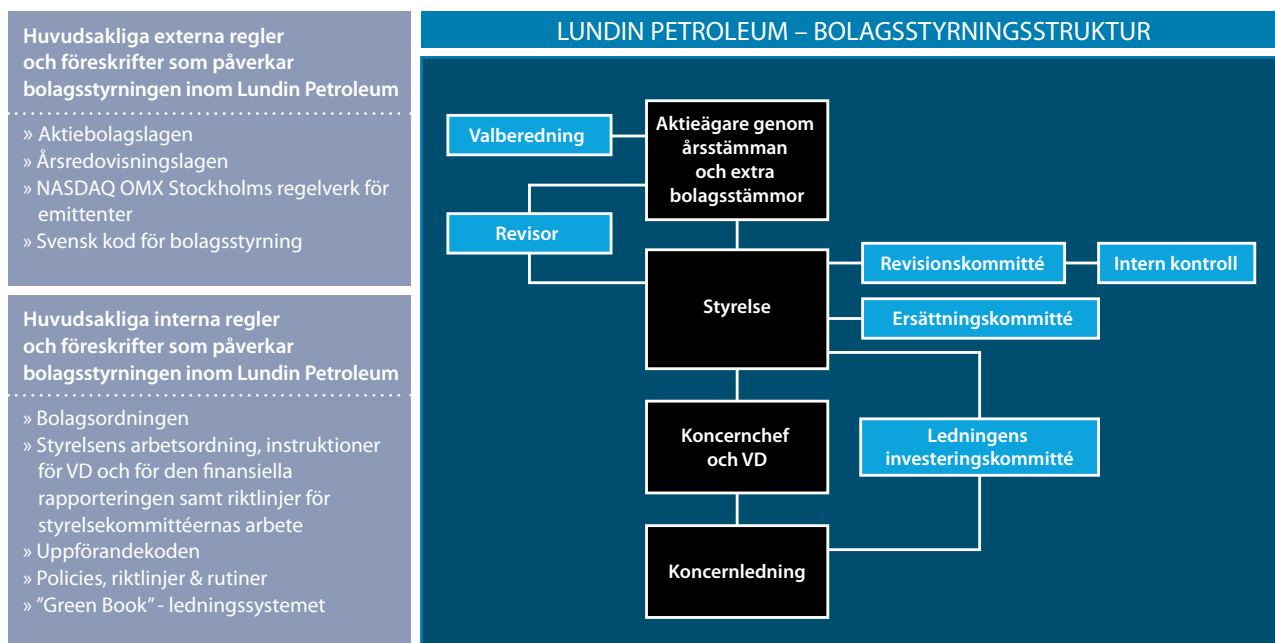 Huvudsakliga externa regler
och föreskrifter som påverkar
bolagsstyrningen inom Lundin Petroleum
» Aktiebolagslagen
» Årsredovisningslagen
» NASDAQ OMX Stockholms regelverk för
emittenter
» Svensk kod för bolagsstyrning
Huvudsakliga interna regler
och föreskrifter som påverkar
bolagsstyrningen inom Lundin Petroleum
» Bolagsordningen
» Styrelsens arbetsordning, instruktioner
för VD och för den finansiella
rapporteringen samt riktlinjer för
styrelsekommittéernas arbete
» Uppförandekoden
» Policies, riktlinjer & rutiner
» ”Green Book” - ledningssystemet
LUNDIN PETROLEUM – BOLAGSSTYRNINGSSTRUKTUR
Valberedning
Aktieägare genom
årsstämman
och extra
bolagsstämmor
Revisor
Styrelse
Revisionskommitté
Intern kontroll
Ersättningskommitté
Koncernchef
och VD
Ledningens
investeringskommitté
Koncernledning